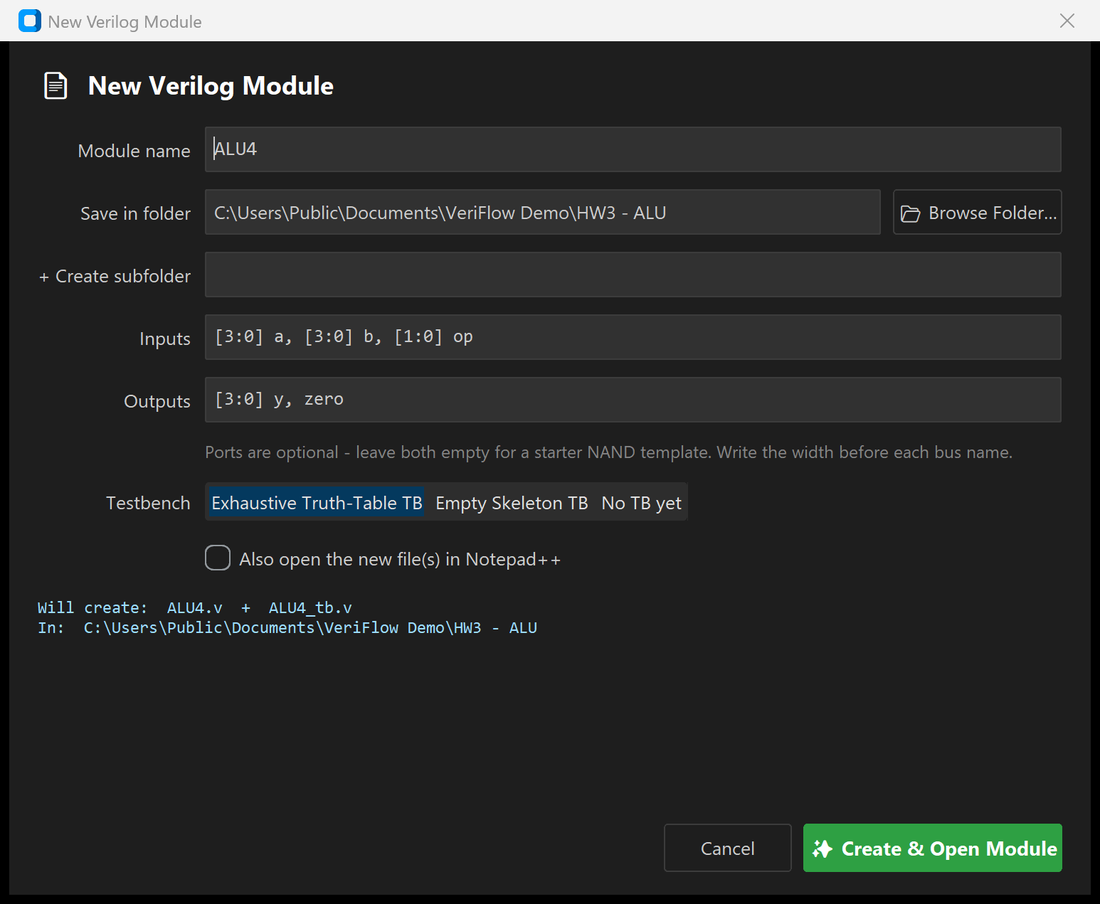 New Verilog Module
New Verilog Module
Module name ALU4
Save in folder C:\Users\Public\Documents\VeriFlow Demo\HW3 - ALU Browse Folder...
+ Create subfolder
Inputs [3:0] a, [3:0] b, [1:0] op
Outputs [3:0] y, zero
Ports are optional - leave both empty for a starter NAND template. Write the width before each bus name.
Testbench Exhaustive Truth-Table TB Empty Skeleton TB No TB yet
Also open the new file(s) in Notepad++
Will create:  ALU4.v  +  ALU4_tb.v
In:  C:\Users\Public\Documents\VeriFlow Demo\HW3 - ALU
Cancel Create & Open Module